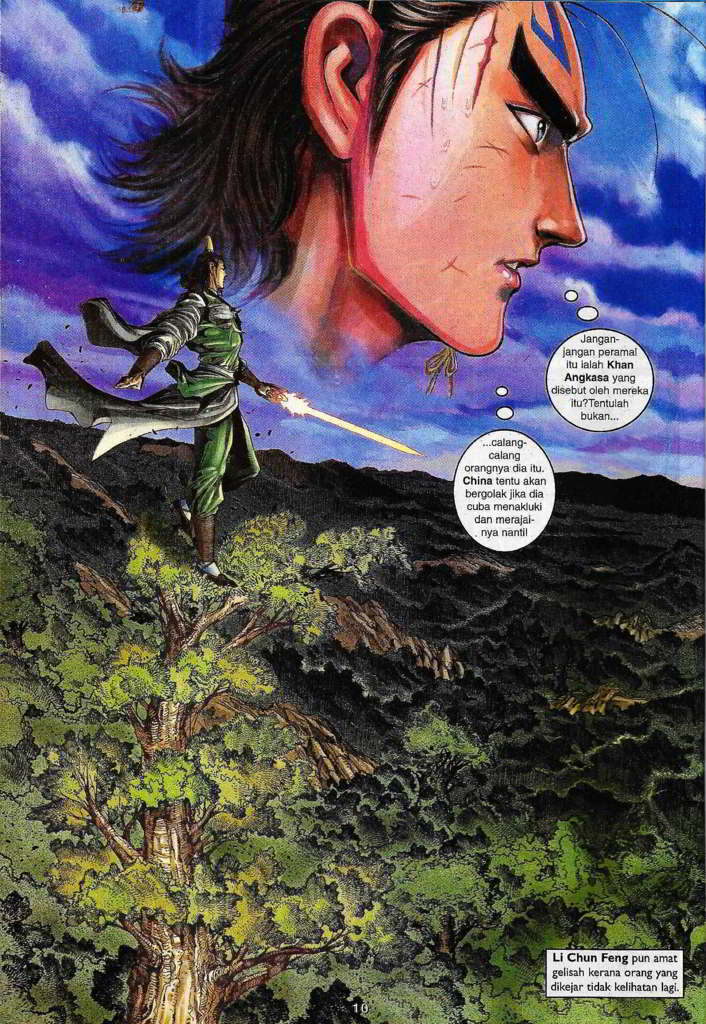 Jangan-
jangan peramal
itu ialah Khan
Angkasa yang
disebut oleh mereka
itu?Tentulah
bukan...
...calang-
calang
orangnya dia itu.
China tentu akan
bergolak jika dia
cuba menakluki
dan merajai-
nya nanti!
Li Chun Feng pun amat
gelisah kerana orang yang
dikejar tidak kelihatan lagi.
10